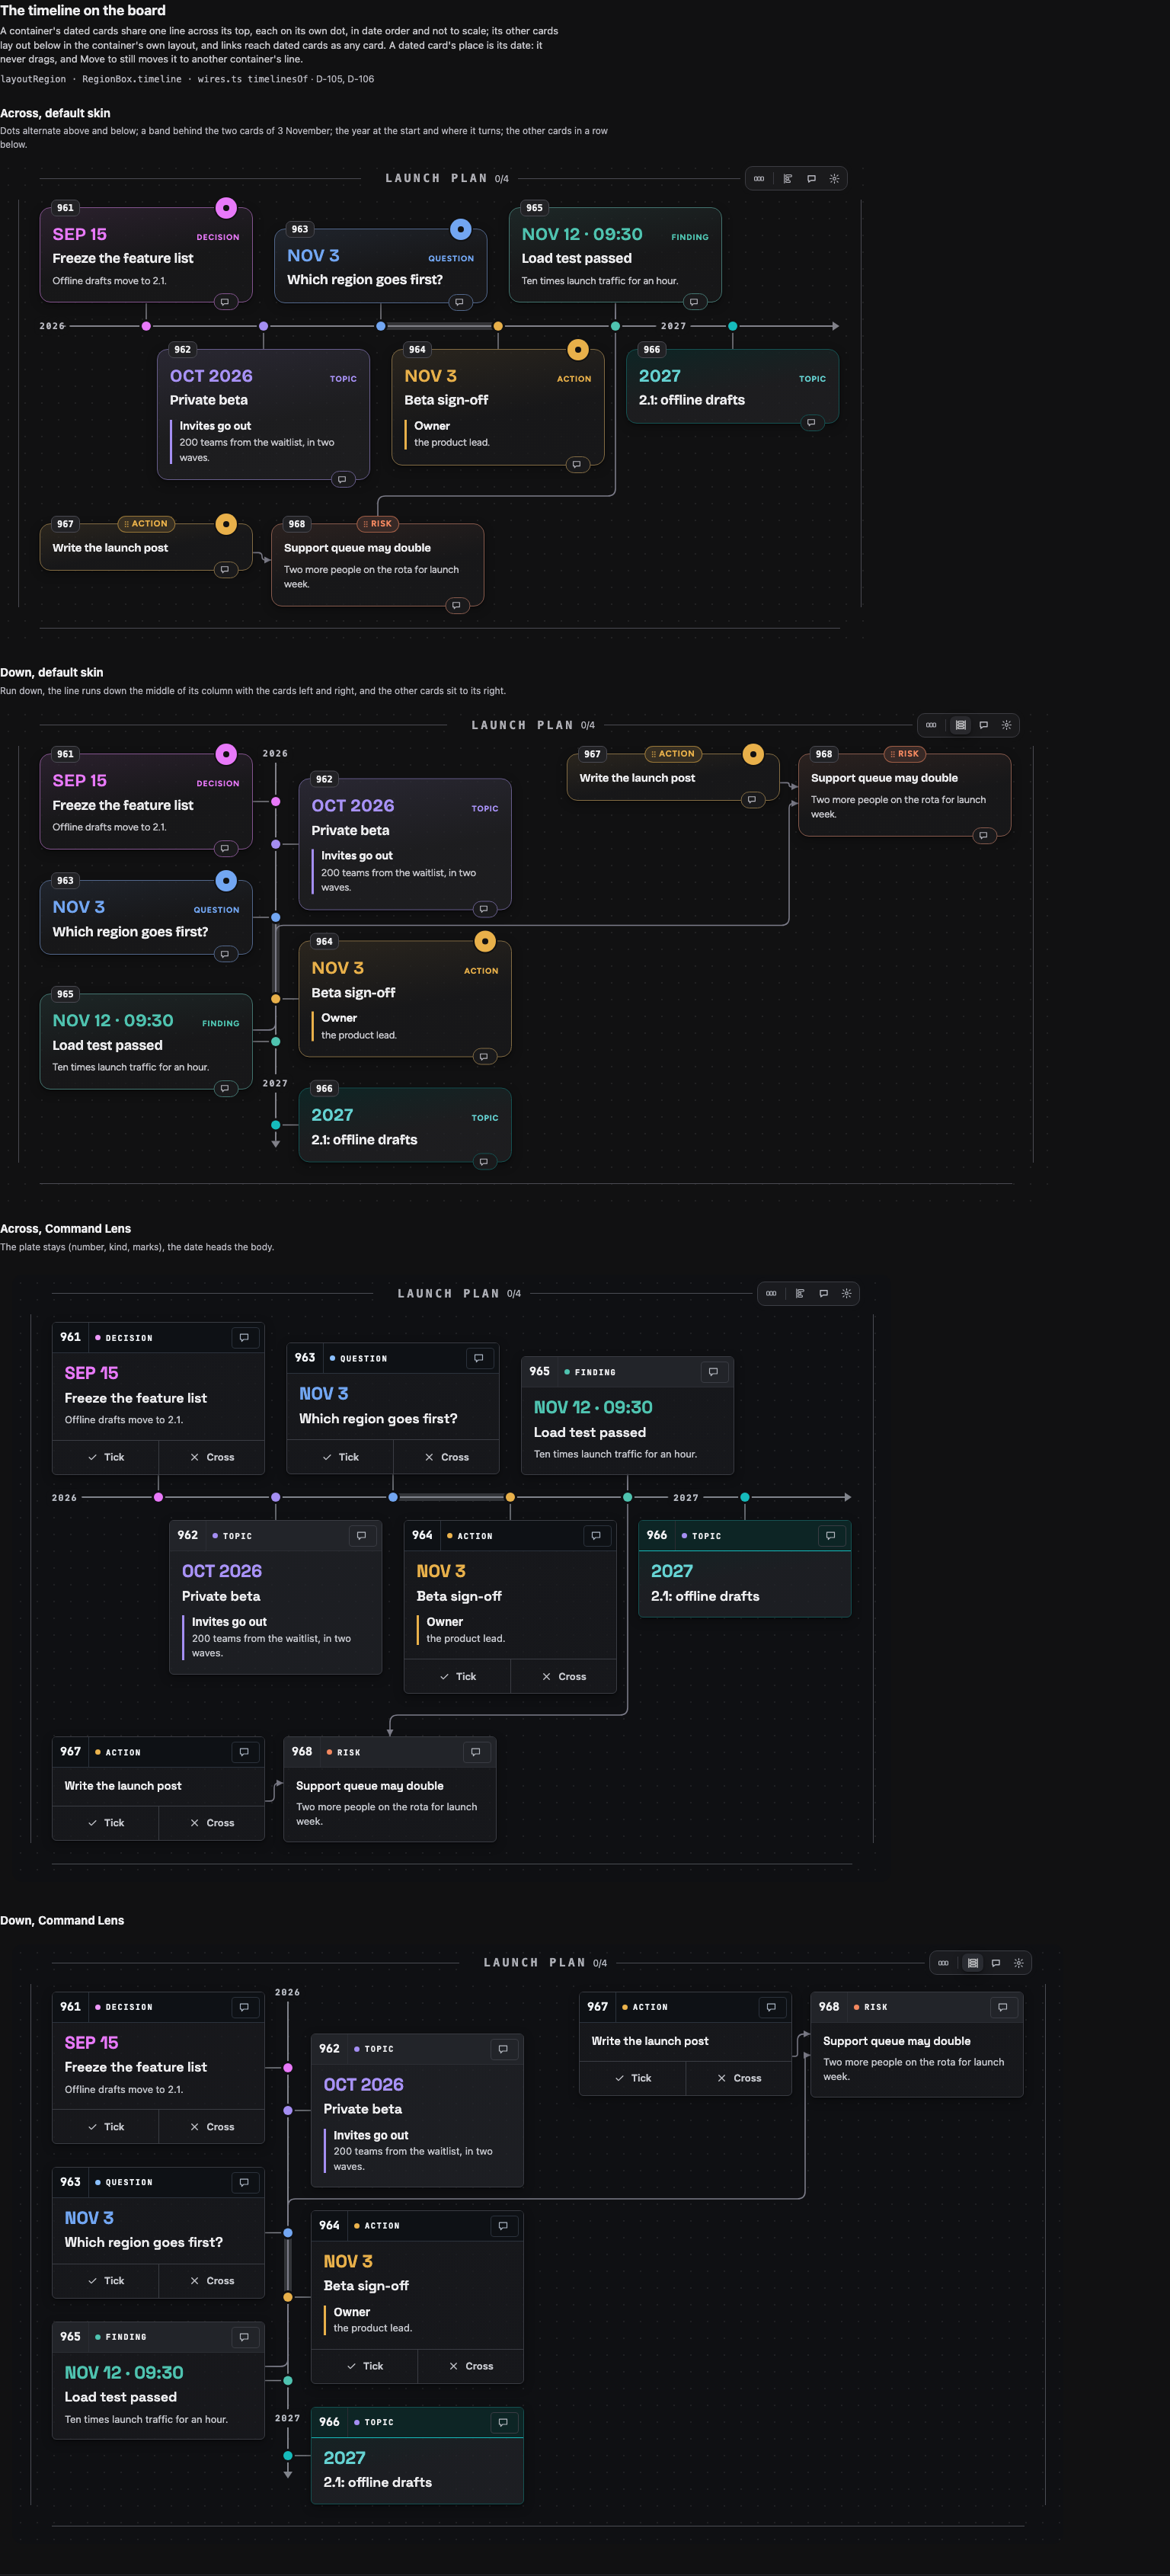 The timeline on the board
A container's dated cards share one line across its top, each on its own dot, in date order and not to scale; its other cards
lay out below in the container's own layout, and links reach dated cards as any card. A dated card's place is its date: it
never drags, and Move to still moves it to another container's line.
layoutRegion · RegionBox.timeline · wires.ts timelinesOf · D-105, D-106
Across, default skin
Dots alternate above and below; a band behind the two cards of 3 November; the year at the start and where it turns; the other cards in a row
below.
LAUNCH PLAN 0/4
961
SEP 15 DECISION
Freeze the feature list
Offline drafts move to 2.1.
963
NOV 3 QUESTION
Which region goes first?
965
NOV 12 · 09:30 FINDING
Load test passed
Ten times launch traffic for an hour.
2026
2027
962
OCT 2026 TOPIC
Private beta
Invites go out
200 teams from the waitlist, in two
waves.
964
NOV 3 ACTION
Beta sign-off
Owner
the product lead.
966
2027 TOPIC
2.1: offline drafts
967 ACTION
Write the launch post
968 RISK
Support queue may double
Two more people on the rota for launch
week.
Down, default skin
Run down, the line runs down the middle of its column with the cards left and right, and the other cards sit to its right.
LAUNCH PLAN 0/4
961
SEP 15 DECISION
Freeze the feature list
Offline drafts move to 2.1.
2026
962
OCT 2026 TOPIC
Private beta
Invites go out
200 teams from the waitlist, in two
waves.
967 ACTION
Write the launch post
968 RISK
Support queue may double
Two more people on the rota for launch
week.
963
NOV 3 QUESTION
Which region goes first?
964
NOV 3 ACTION
Beta sign-off
Owner
the product lead.
965
NOV 12 · 09:30 FINDING
Load test passed
Ten times launch traffic for an hour.
2027
966
2027 TOPIC
2.1: offline drafts
Across, Command Lens
The plate stays (number, kind, marks), the date heads the body.
LAUNCH PLAN 0/4
961 DECISION
SEP 15
Freeze the feature list
Offline drafts move to 2.1.
Tick Cross
963 QUESTION
NOV 3
Which region goes first?
Tick Cross
965 FINDING
NOV 12 · 09:30
Load test passed
Ten times launch traffic for an hour.
2026
2027
962 TOPIC
OCT 2026
Private beta
Invites go out
200 teams from the waitlist, in two
waves.
964 ACTION
NOV 3
Beta sign-off
Owner
the product lead.
Tick Cross
966 TOPIC
2027
2.1: offline drafts
967 ACTION
Write the launch post
Tick Cross
968 RISK
Support queue may double
Two more people on the rota for launch
week.
Down, Command Lens
LAUNCH PLAN 0/4
961 DECISION
SEP 15
Freeze the feature list
Offline drafts move to 2.1.
Tick Cross
2026
962 TOPIC
OCT 2026
Private beta
Invites go out
200 teams from the waitlist, in two
waves.
967 ACTION
Write the launch post
Tick Cross
968 RISK
Support queue may double
Two more people on the rota for launch
week.
963 QUESTION
NOV 3
Which region goes first?
Tick Cross
964 ACTION
NOV 3
Beta sign-off
Owner
the product lead.
Tick Cross
965 FINDING
NOV 12 · 09:30
Load test passed
Ten times launch traffic for an hour.
2027
966 TOPIC
2027
2.1: offline drafts